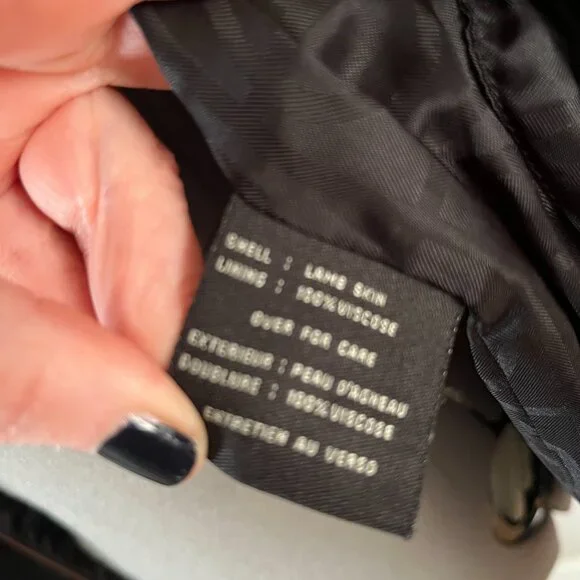 SHELL : LAMB SKIN
LINING : 100%VISCOSE
OVER FOR CARE
EXTERIEUR : PEAU D'AGNEAU
DOUBLURE : 100%VISCOSE
ENTRETIEN AU VERSO